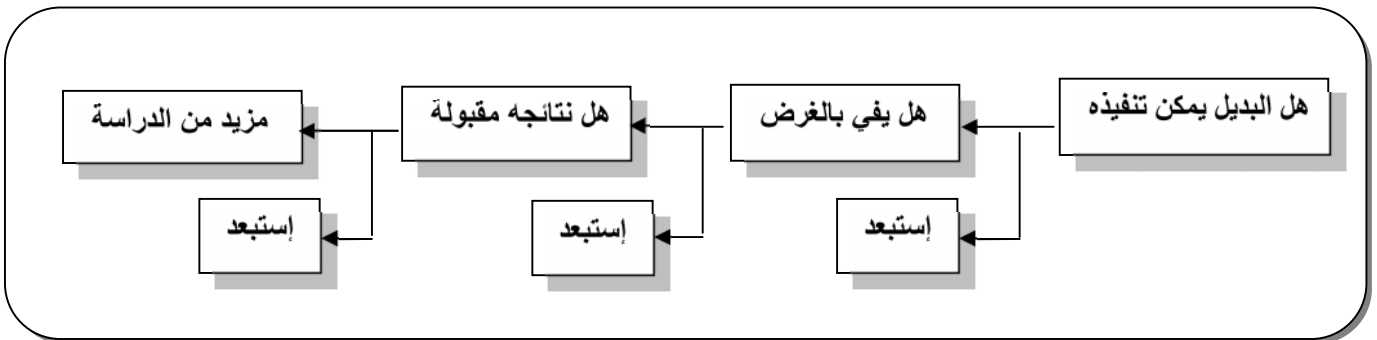 هل البديل يمكن تنفيذه
هل يفي بالغرض
هل نتائجه مقبولة
مزيد من الدراسة
إستبعد
إستبعد
إستبعد